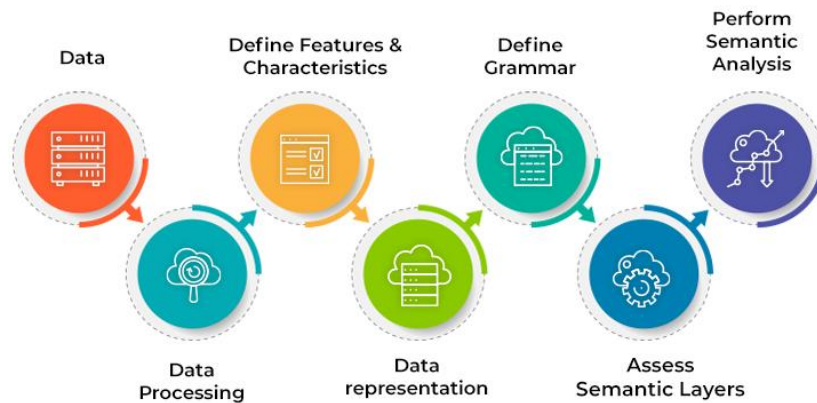 Data
Data
Processing
Define Features &
Characteristics
Data
representation
Define
Grammar
Assess
Semantic Layers
Perform
Semantic
Analysis